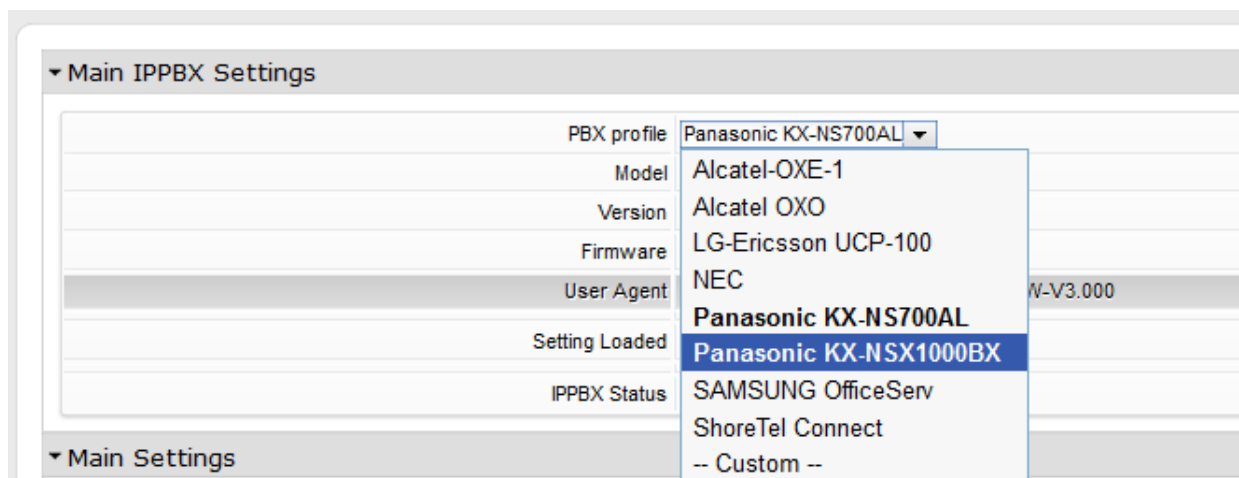 Main IPPBX Settings
PBX profile Panasonic KX-NS700AL
Model Alcatel-OXE-1
Version Alcatel OXO
Firmware LG-Ericsson UCP-100
User Agent NEC W-V3.000
Panasonic KX-NS700AL
Setting Loaded Panasonic KX-NSX1000BX
IPPBX Status SAMSUNG OfficeServ
ShoreTel Connect
Main Settings -- Custom --